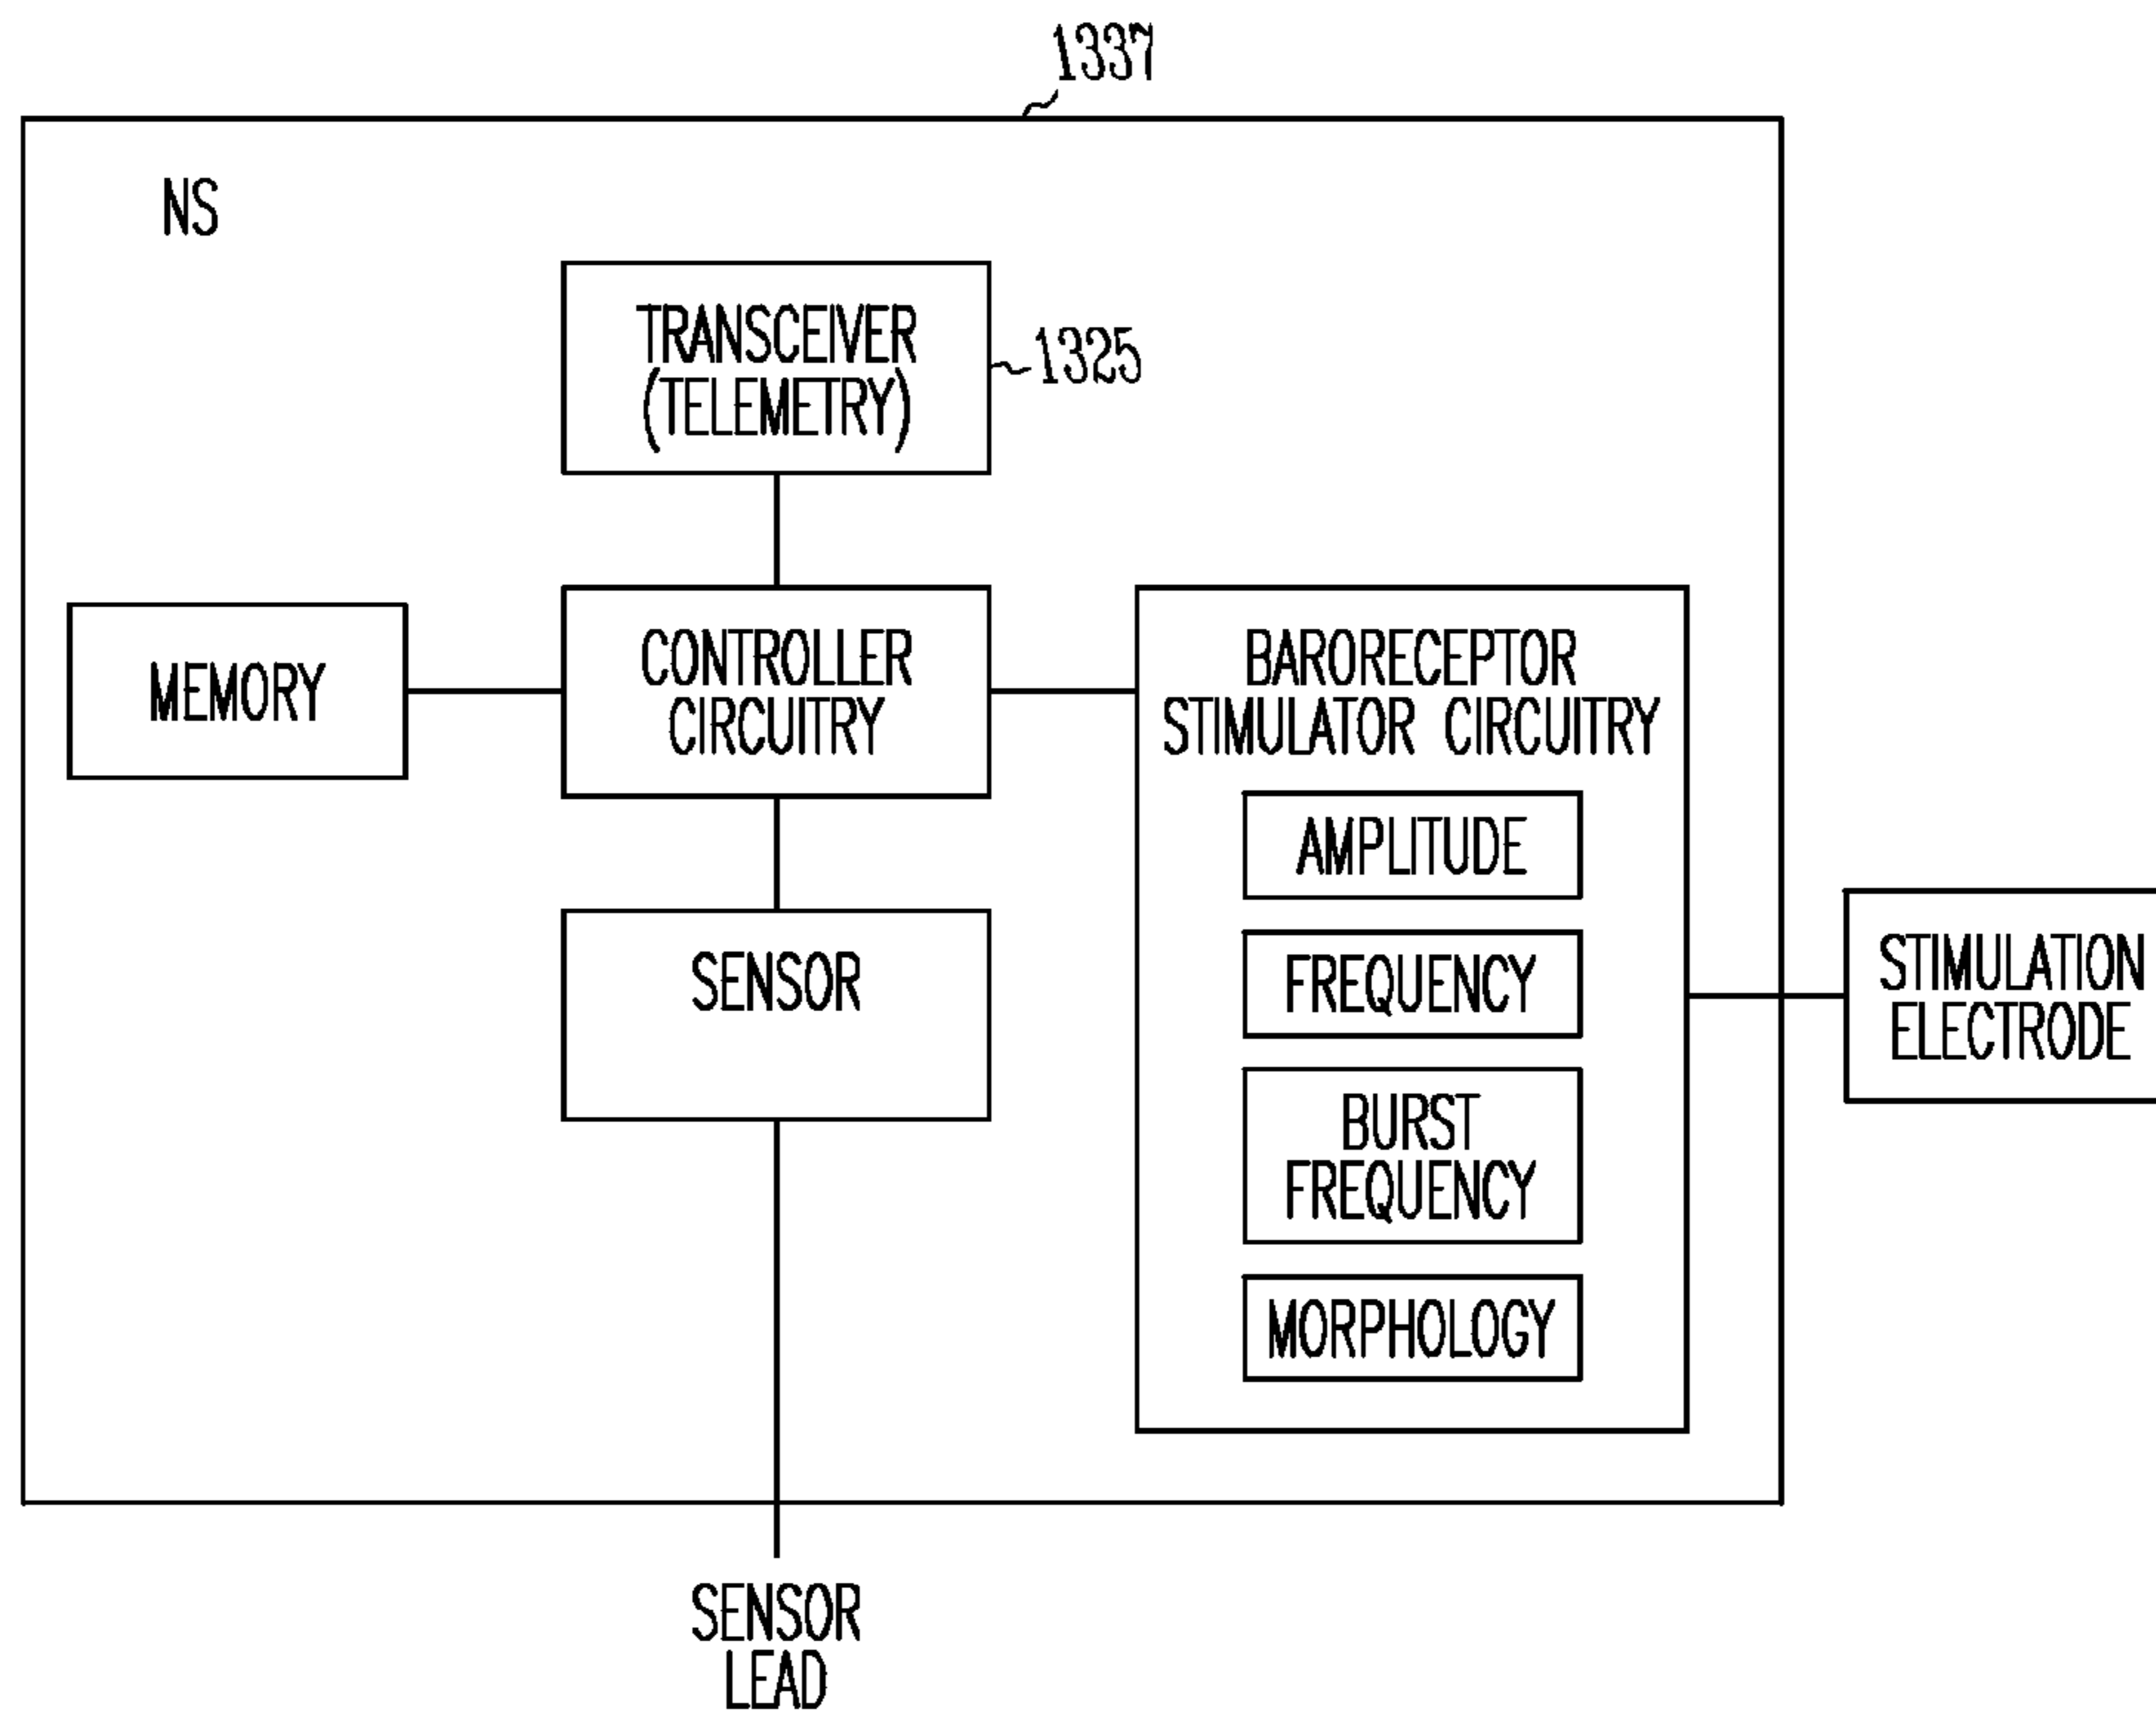 1337
NS
TRANSCEIVER
(TELEMETRY)
1325
MEMORY
CONTROLLER
CIRCUITRY
BARORECEPTOR
STIMULATOR CIRCUITRY
AMPLITUDE
FREQUENCY
BURST
FREQUENCY
MORPHOLOGY
SENSOR
STIMULATION
ELECTRODE
SENSOR
LEAD